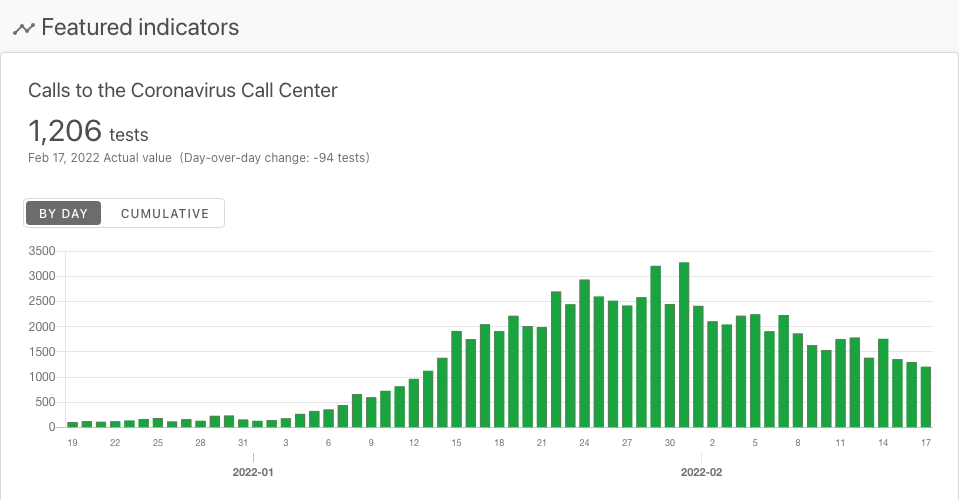 Featured indicators
Calls to the Coronavirus Call Center
1,206 tests
Feb 17, 2022 Actual value (Day-over-day change: -94 tests)
BY DAY CUMULATIVE
3500
3000
2500
2000
1500
1000
500
0
19 22 25 28 31 3 6 9 12 15 18 21 24 27 30 2 5 8 11 14 17
2022-01 2022-02